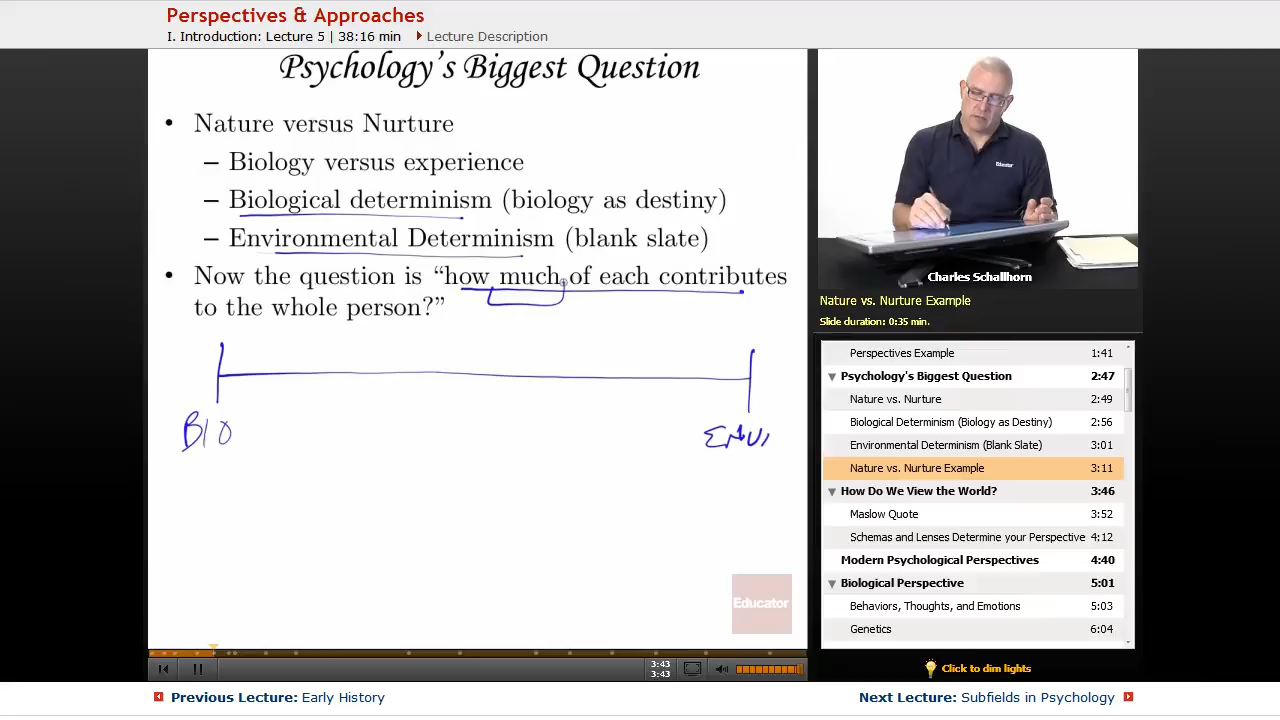 Perspectives & Approaches
I. Introduction: Lecture 5 | 38:16 min
Lecture Description
Psychology's Biggest Question
• Nature versus Nurture
– Biology versus experience
– Biological determinism (biology as destiny)
– Environmental Determinism (blank slate)
• Now the question is “how much of each contributes
to the whole person?”
BIO
ENVI
Educator
Educator
Charles Schallhorn
Nature vs. Nurture Example
Slide duration: 0:35 min.
Perspectives Example 1:41
Psychology's Biggest Question 2:47
Nature vs. Nurture 2:49
Biological Determinism (Biology as Destiny) 2:56
Environmental Determinism (Blank Slate) 3:01
Nature vs. Nurture Example 3:11
How Do We View the World? 3:46
Maslow Quote 3:52
Schemas and Lenses Determine your Perspective 4:12
Modern Psychological Perspectives 4:40
Biological Perspective 5:01
Behaviors, Thoughts, and Emotions 5:03
Genetics 6:04
3:43
3:43
Click to dim lights
Previous Lecture: Early History
Next Lecture: Subfields in Psychology